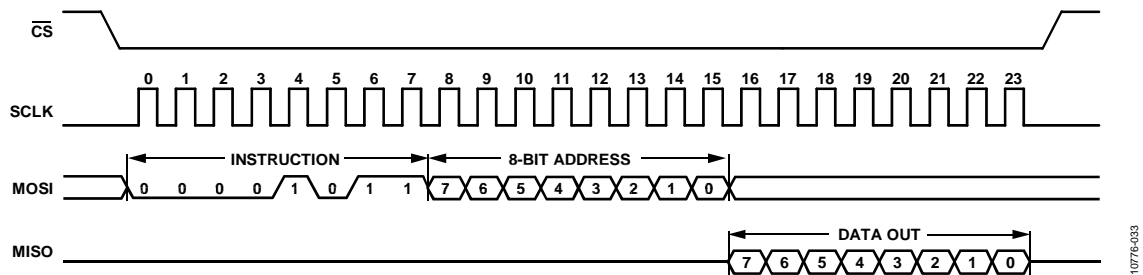 CS
0 1 2 3 4 5 6 7 8 9 10 11 12 13 14 15 16 17 18 19 20 21 22 23
SCLK
INSTRUCTION 8-BIT ADDRESS
MOSI 0 0 0 0 1 0 1 1 7 6 5 4 3 2 1 0
DATA OUT
MISO 7 6 5 4 3 2 1 0
10776-033